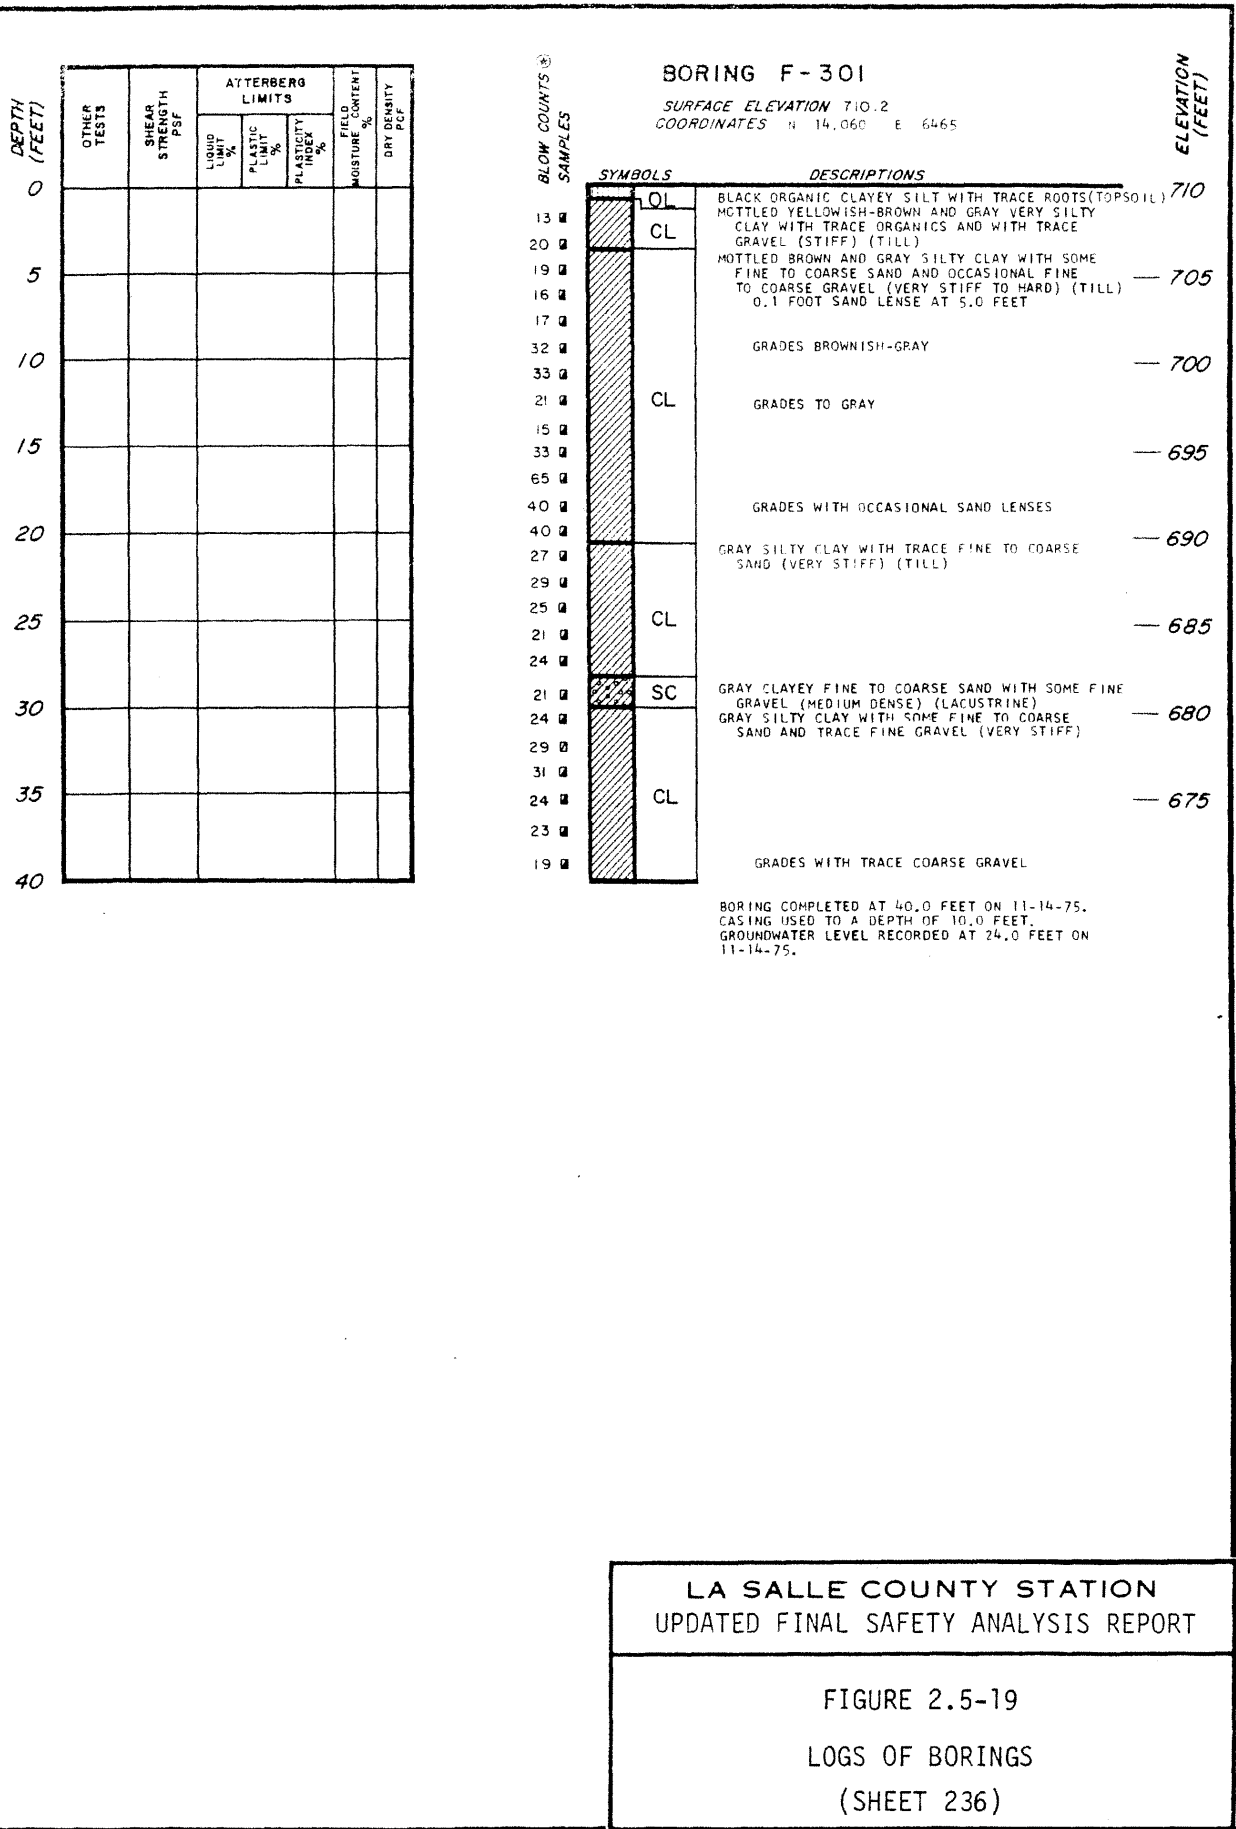 DEPTH
(FEET)
OTHER
TESTS
SHEAR
STRENGTH
PSF
ATTERBERG
LIMITS
LIQUID
LIMIT
%
PLASTIC
LIMIT
%
PLASTICITY
INDEX
%
FIELD
MOISTURE CONTENT
%
DRY DENSITY
PCF
0
5
10
15
20
25
30
35
40
BLOW COUNTS
SAMPLES
BORING F-301
SURFACE ELEVATION 710.2
COORDINATES N 14,060 E 6465
ELEVATION
(FEET)
SYMBOLS
DESCRIPTIONS
13
20
19
16
17
32
33
21
15
33
65
40
40
27
29
25
21
24
21
24
29
31
24
23
19
OL
CL
CL
CL
SC
CL
BLACK ORGANIC CLAYEY SILT WITH TRACE ROOTS(TOPSOIL)
MOTTLED YELLOWISH-BROWN AND GRAY VERY SILTY
CLAY WITH TRACE ORGANICS AND WITH TRACE
GRAVEL (STIFF) (TILL)
MOTTLED BROWN AND GRAY SILTY CLAY WITH SOME
FINE TO COARSE SAND AND OCCASIONAL FINE
TO COARSE GRAVEL (VERY STIFF TO HARD) (TILL)
0.1 FOOT SAND LENSE AT 5.0 FEET
GRADES BROWNISH-GRAY
GRADES TO GRAY
GRADES WITH OCCASIONAL SAND LENSES
GRAY SILTY CLAY WITH TRACE FINE TO COARSE
SAND (VERY STIFF) (TILL)
GRAY CLAYEY FINE TO COARSE SAND WITH SOME FINE
GRAVEL (MEDIUM DENSE) (LACUSTRINE)
GRAY SILTY CLAY WITH SOME FINE TO COARSE
SAND AND TRACE FINE GRAVEL (VERY STIFF)
GRADES WITH TRACE COARSE GRAVEL
710
705
700
695
690
685
680
675
BORING COMPLETED AT 40.0 FEET ON 11-14-75.
CASING USED TO A DEPTH OF 10.0 FEET.
GROUNDWATER LEVEL RECORDED AT 24.0 FEET ON
11-14-75.
LA SALLE COUNTY STATION
UPDATED FINAL SAFETY ANALYSIS REPORT
FIGURE 2.5-19
LOGS OF BORINGS
(SHEET 236)